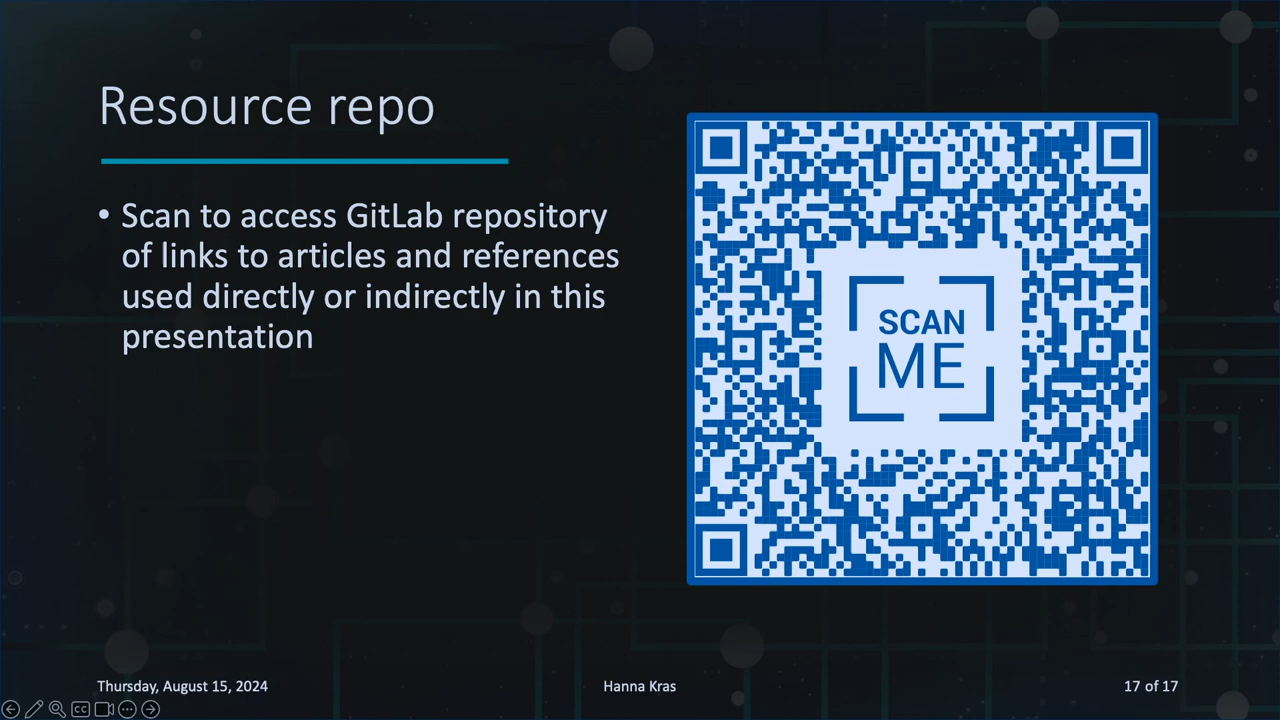 Resource repo
• Scan to access GitLab repository
of links to articles and references
used directly or indirectly in this
presentation
SCAN
ME
Thursday, August 15, 2024
Hanna Kras
17 of 17
CC